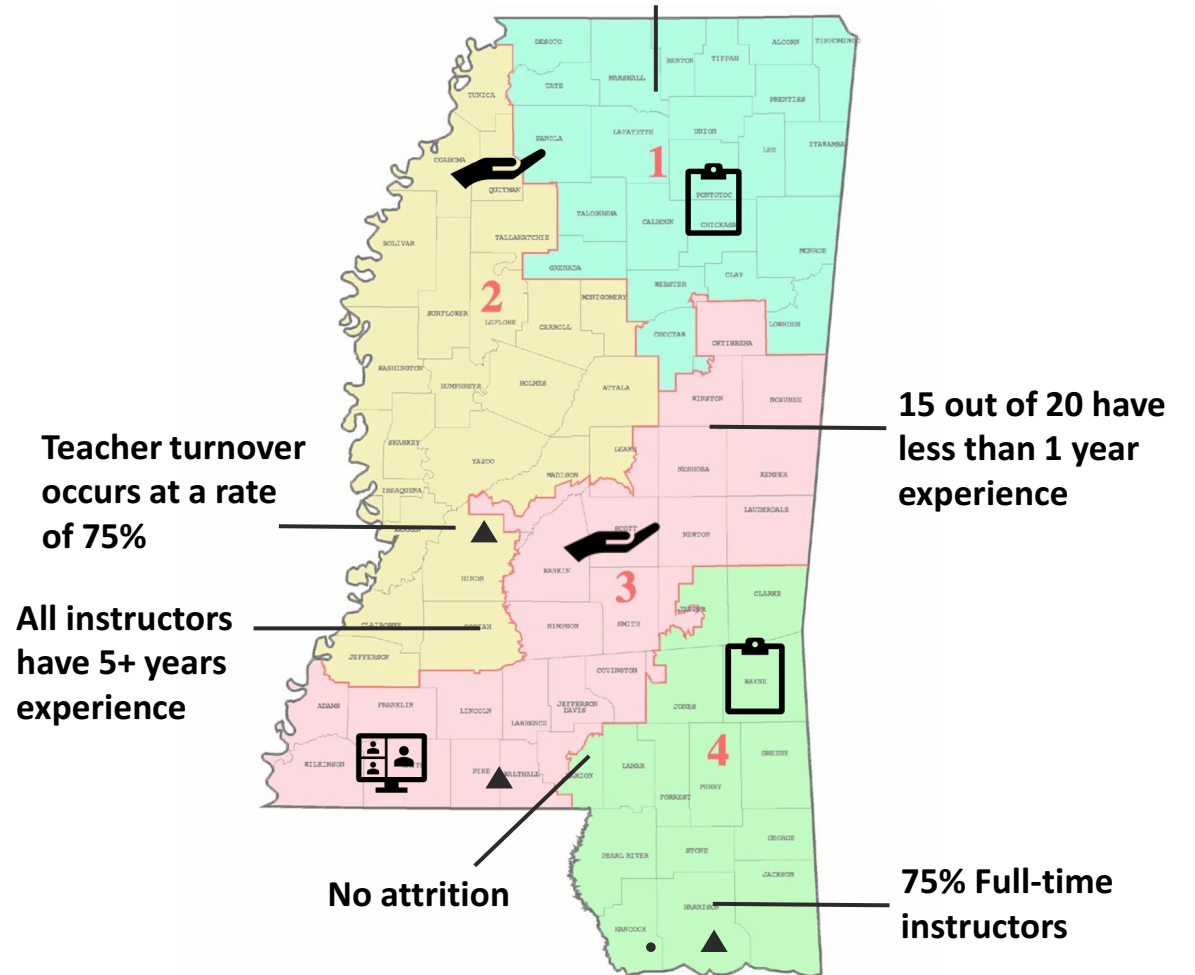 DESOTO
BENTON
TIPPAH
ALCORN
TISHOMINGO
TUNICA
TATE
MARSHALL
PRENTISS
PANOLA
LAFAYETTE
UNION
LEE
ITAWAMBA
COAHOMA
1
QUITMAN
PONTOTOC
YALOBUSHA
CALHOUN
CHICKASA
BOLIVAR
TALLAHATCHIE
MONROE
GRENADA
CLAY
WEBSTER
2
MONTGOMERY
SUNFLOWER
LEFLORE
CARROLL
CHOCTAW
LOWNDES
OKTIBBEHA
WASHINGTON
HUMPHREYS
HOLMES
ATTALA
WINSTON
NOXUBEE
15 out of 20 have
less than 1 year
experience
SHARKEY
YAZOO
LEAKE
MADISON
NESHOBA
KEMPER
Teacher turnover
occurs at a rate
of 75%
ISSAQUENA
WARREN
SCOTT
NEWTON
LAUDERDALE
HINDS
RANKIN
3
CLARKE
JASPER
All instructors
have 5+ years
experience
CLAIBORNE
COPIAH
SIMPSON
SMITH
JEFFERSON
COVINGTON
WAYNE
ADAMS
FRANKLIN
LINCOLN
LAWRENCE
JEFFERSON
DAVIS
JONES
WILKINSON
PIKE
WALTHALL
MARION
LAMAR
4
GREENE
FORREST
PERRY
No attrition
PEARL RIVER
STONE
GEORGE
JACKSON
HARRISON
HANCOCK
75% Full-time
instructors